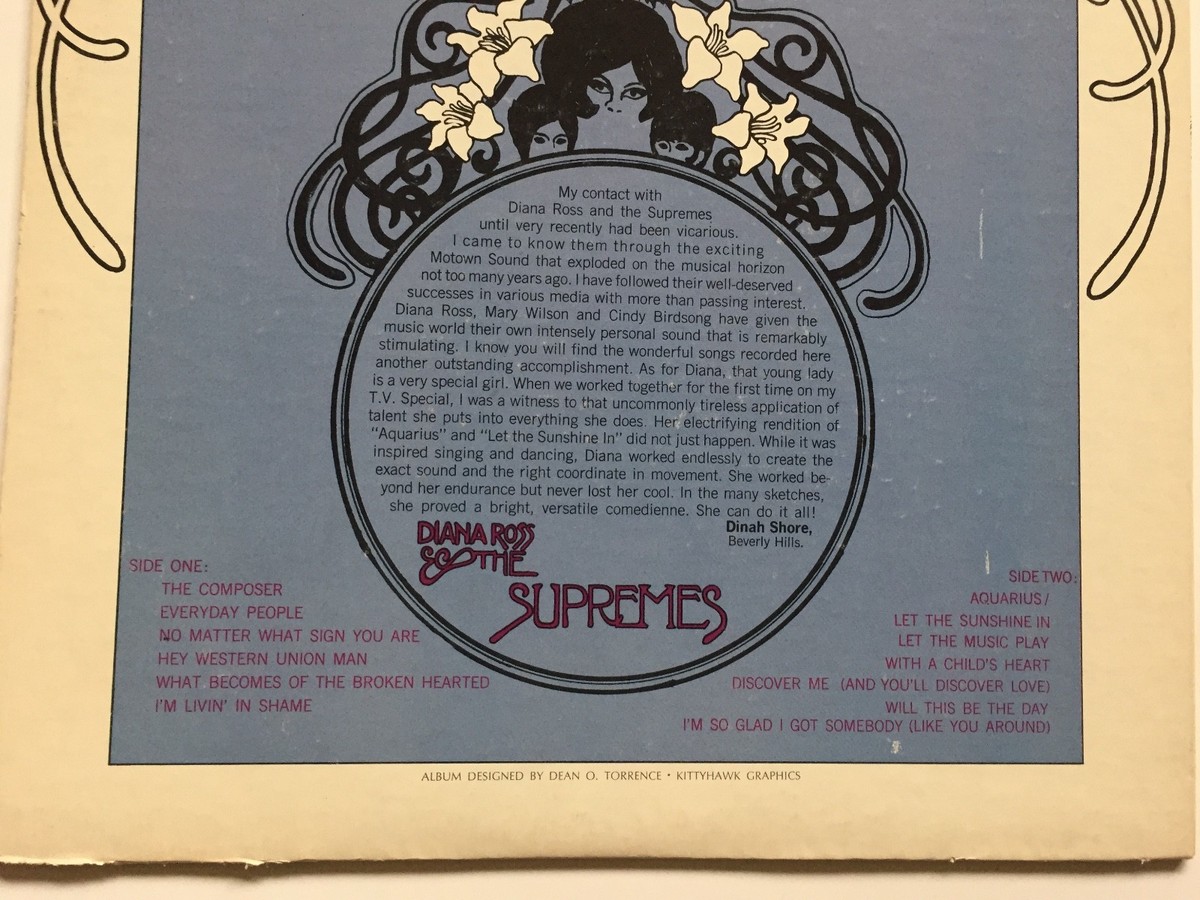 My contact with
Diana Ross and the Supremes
until very recently had been vicarious.
I came to know them through the exciting
Motown Sound that exploded on the musical horizon
not too many years ago. I have followed their well-deserved
successes in various media with more than passing interest.
Diana Ross, Mary Wilson and Cindy Birdsong have given the
music world their own intensely personal sound that is remarkably
stimulating. I know you will find the wonderful songs recorded here
another outstanding accomplishment. As for Diana, that young lady
is a very special girl. When we worked together for the first time on my
T.V. Special, I was a witness to that uncommonly tireless application of
talent she puts into everything she does. Her electrifying rendition of
"Aquarius" and "Let the Sunshine In" did not just happen. While it was
inspired singing and dancing, Diana worked endlessly to create the
exact sound and the right coordinate in movement. She worked be-
yond her endurance but never lost her cool. In the many sketches,
she proved a bright, versatile comedienne. She can do it all!
Dinah Shore,
Beverly Hills.
DIANA ROSS
& THE
SUPREMES
SIDE ONE:
THE COMPOSER
EVERYDAY PEOPLE
NO MATTER WHAT SIGN YOU ARE
HEY WESTERN UNION MAN
WHAT BECOMES OF THE BROKEN HEARTED
I'M LIVIN' IN SHAME
SIDE TWO:
AQUARIUS/
LET THE SUNSHINE IN
LET THE MUSIC PLAY
WITH A CHILD'S HEART
DISCOVER ME (AND YOU'LL DISCOVER LOVE)
WILL THIS BE THE DAY
I'M SO GLAD I GOT SOMEBODY (LIKE YOU AROUND)
ALBUM DESIGNED BY DEAN O. TORRENCE • KITTYHAWK GRAPHICS